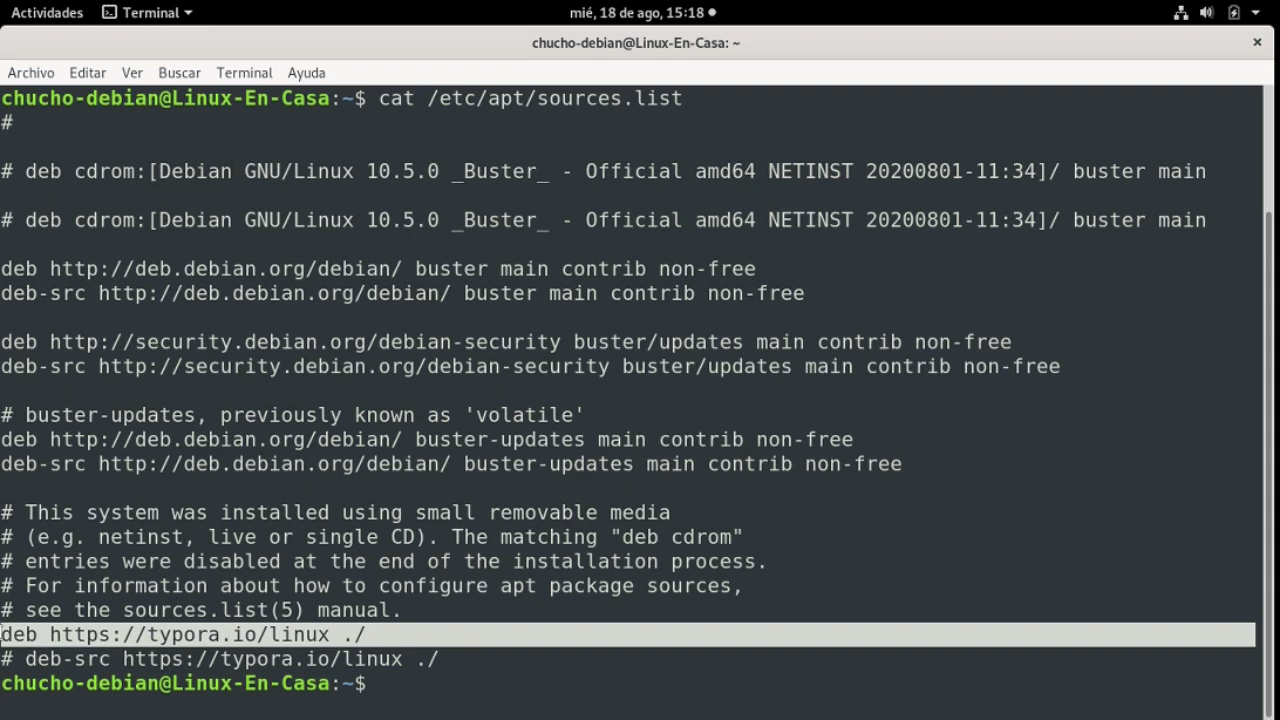 Actividades Terminal mié, 18 de ago, 15:18
chucho-debian@Linux-En-Casa: ~ ×
Archivo Editar Ver Buscar Terminal Ayuda
chucho-debian@Linux-En-Casa:~$ cat /etc/apt/sources.list
#
# deb cdrom:[Debian GNU/Linux 10.5.0 _Buster_ - Official amd64 NETINST 20200801-11:34]/ buster main
# deb cdrom:[Debian GNU/Linux 10.5.0 _Buster_ - Official amd64 NETINST 20200801-11:34]/ buster main
deb http://deb.debian.org/debian/ buster main contrib non-free
deb-src http://deb.debian.org/debian/ buster main contrib non-free
deb http://security.debian.org/debian-security buster/updates main contrib non-free
deb-src http://security.debian.org/debian-security buster/updates main contrib non-free
# buster-updates, previously known as 'volatile'
deb http://deb.debian.org/debian/ buster-updates main contrib non-free
deb-src http://deb.debian.org/debian/ buster-updates main contrib non-free
# This system was installed using small removable media
# (e.g. netinst, live or single CD). The matching "deb cdrom"
# entries were disabled at the end of the installation process.
# For information about how to configure apt package sources,
# see the sources.list(5) manual.
deb https://typora.io/linux ./
# deb-src https://typora.io/linux ./
chucho-debian@Linux-En-Casa:~$